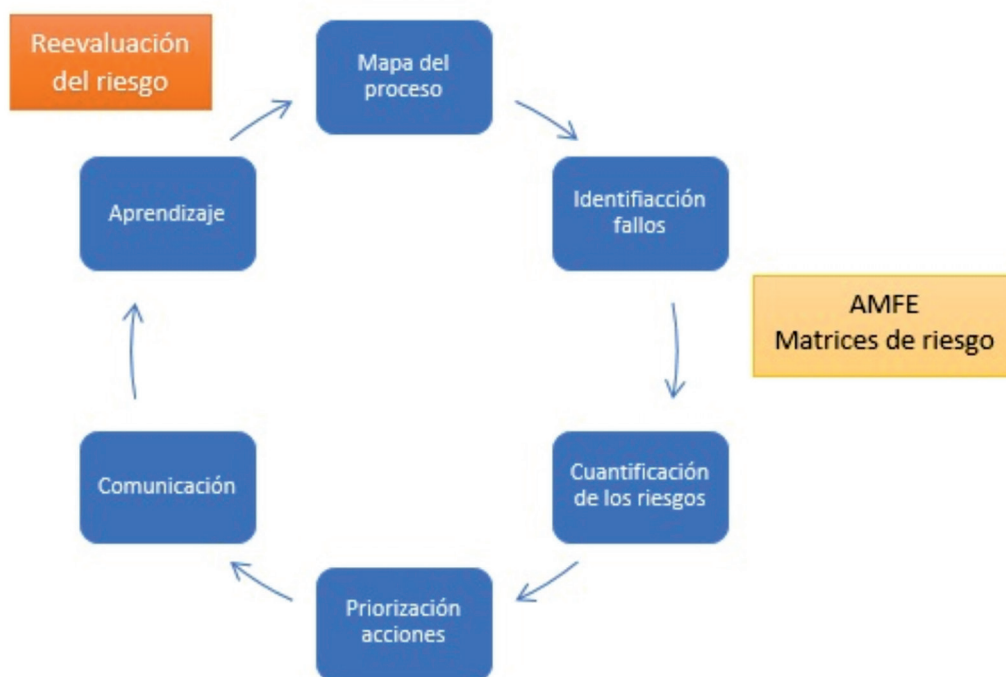 Reevaluación
del riesgo
Mapa del
proceso
Identifiacción
fallos
AMFE
Matrices de riesgo
Cuantificación
de los riesgos
Priorización
acciones
Comunicación
Aprendizaje